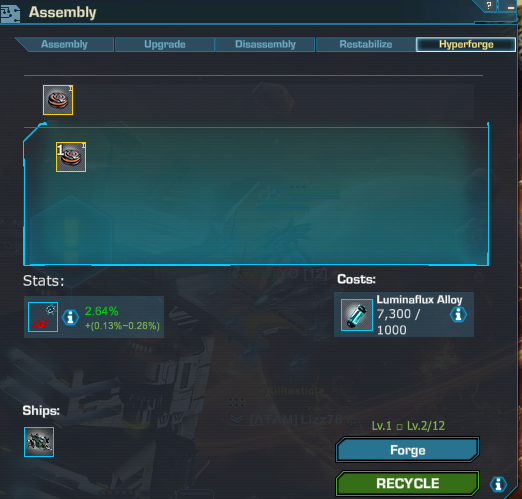 Assembly
?
Assembly
Upgrade
Disassembly
Restabilize
Hyperforge
1
1
1
Stats:
Costs:
2.64%
+(0.13%~0.26%)
Luminaflux Alloy
7,300 /
1000
Ships:
Lv.1 □ Lv.2/12
Forge
RECYCLE